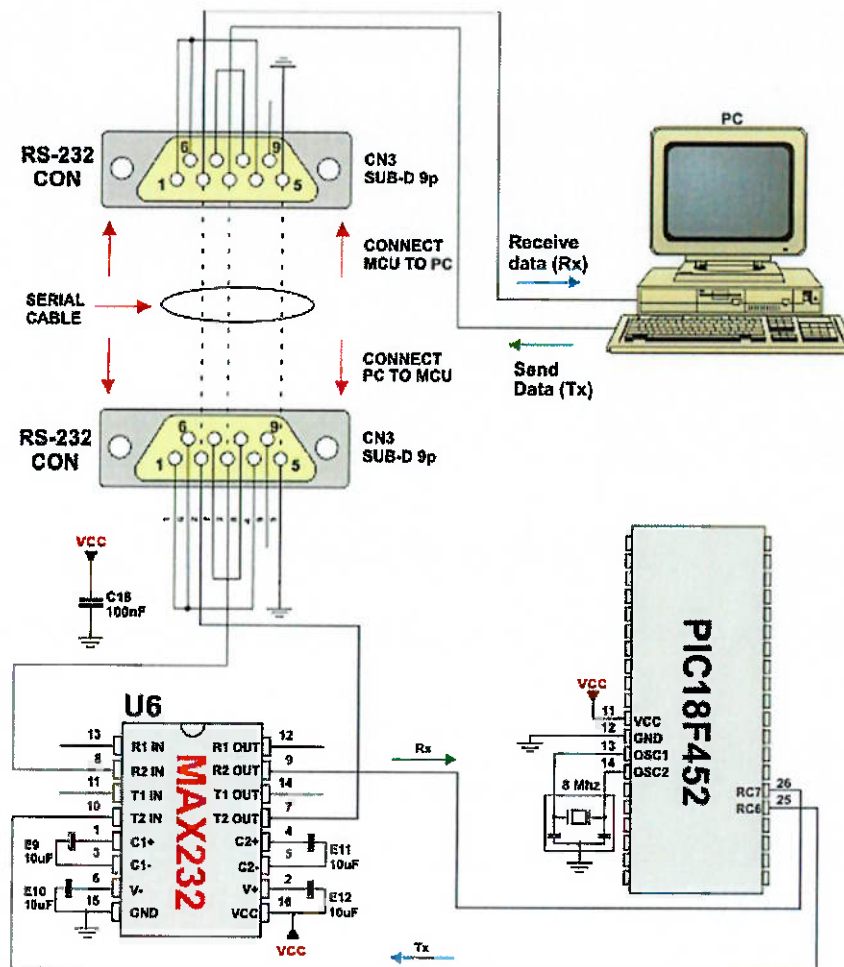 PC
6
9
1
5
RS-232
CON
CN3
SUB-D 9p
CONNECT
MCU TO PC
Receive
data (Rx)
SERIAL
CABLE
CONNECT
PC TO MCU
Send
Data (Tx)
6
9
1
5
RS-232
CON
CN3
SUB-D 9p
VCC
C16
100nF
PIC18F452
VCC
11
VCC
12
GND
13
OSC1
14
OSC2
8 Mhz
RC7
26
RC6
25
U6
MAX232
13
R1 IN
R1 OUT
12
8
R2 IN
R2 OUT
9
11
T1 IN
T1 OUT
14
10
T2 IN
T2 OUT
7
1
C1+
C2+
4
3
C1-
C2-
5
6
V-
V+
2
15
GND
VCC
16
E9
10uF
E10
10uF
E11
10uF
E12
10uF
VCC
Rx
Tx